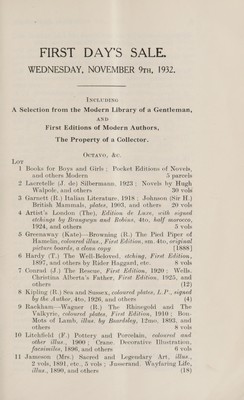 FIRST DAY'S SALE.
WEDNESDAY, NOVEMBER 9TH, 1932.
INCLUDING
A Selection from the Modern Library of a Gentleman,
AND
First Editions of Modern Authors,
The Property of a Collector.
OCTAVO, &c.
LOT
1 Books for Boys and Girls; Pocket Editions of Novels,
and others Modern 5 parcels
2 Lacretelle (J. de) Silbermann, 1923; Novels by Hugh
Walpole, and others 30 vols
3 Garnett (R.) Italian Literature, 1918; Johnson (Sir H.)
British Mammals, plates, 1903, and others 20 vols
4 Artist's London (The), Edition de Luxe, with signed
etchings by Brangwyn and Robins, 4to, half morocco,
1924, and others 5 vols
5 Greenaway (Kate)—Browning (R.) The Pied Piper of
Hamelin, coloured illus., First Edition, sm. 4to, original
picture boards, a clean copy [1888]
6 Hardy (T.) The Well-Beloved, etching, First Edition,
1897, and others by Rider Haggard, etc. 8 vols
7 Conrad (J.) The Rescue, First Edition, 1920; Wells.
Christina Alberta's Father, First Edition, 1925, and
others (12)
8 Kipling (R.) Sea and Sussex, coloured plates, L.P., signed
by the Author, 4to, 1926, and others (4)
9 Rackham—Wagner (R.) The Rhinegold and The
Valkyrie, coloured plates, First Edition, 1910; Bon-
Mots of Lamb, illus. by Beardsley, 12mo, 1893, and
others 8 vols
10 Litchfield (F.) Pottery and Porcelain, coloured and
other illus., 1900; Crane. Decorative Illustration,
facsimiles, 1896, and others 6 vols
11 Jameson (Mrs.) Sacred and Legendary Art, illus.,
2 vols, 1891, etc., 5 vols; Jusserand. Wayfaring Life,
illus., 1890, and others (18)